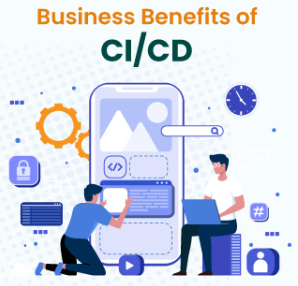 Business Benefits of
CI/CD
</>
#